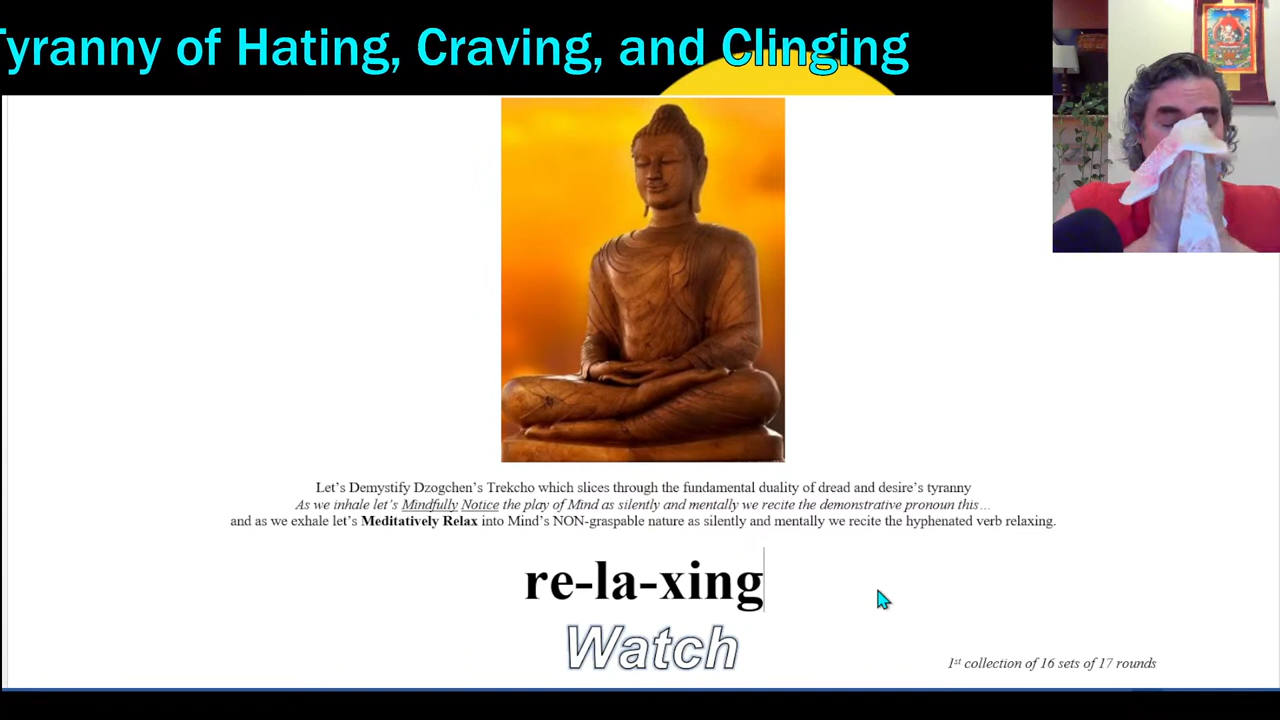 Tyranny of Hating, Craving, and Clinging
Let's Demystify Dzogchen's Trekcho which slices through the fundamental duality of dread and desire's tyranny
As we inhale let's Mindfully Notice the play of Mind as silently and mentally we recite the demonstrative pronoun this…
and as we exhale let's Meditatively Relax into Mind's NON-graspable nature as silently and mentally we recite the hyphenated verb relaxing.
re-la-xing
Watch
1st collection of 16 sets of 17 rounds